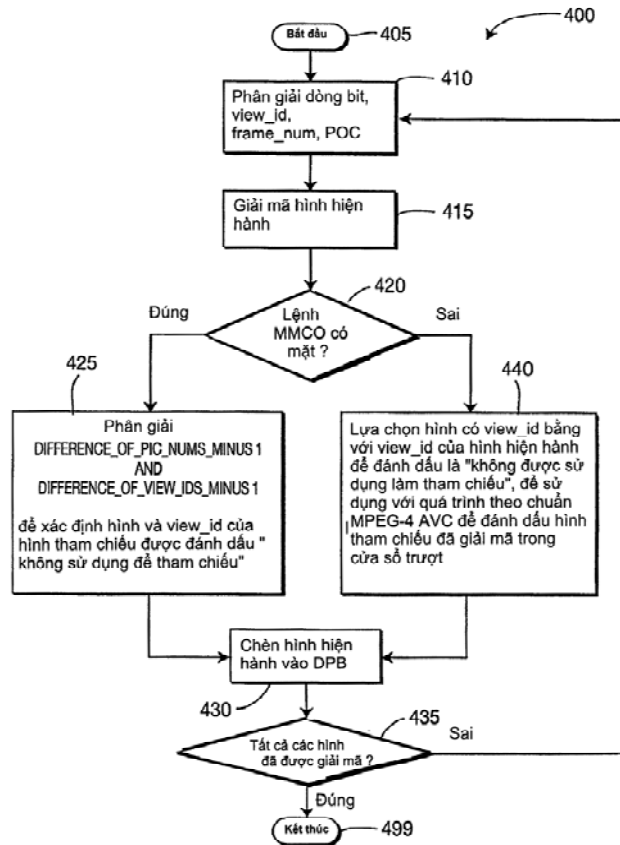 400
Bắt đầu
405
410
Phân giải dòng bit,
view_id,
frame_num, POC
Giải mã hình hiện
hành
415
420
Đúng
Lệnh
MMCO có
mặt ?
Sai
425
Phân giải
DIFFERENCE_OF_PIC_NUMS_MINUS1
AND
DIFFERENCE_OF_VIEW_IDS_MINUS1
để xác định hình và view_id của
hình tham chiếu được đánh dấu "
không sử dụng để tham chiếu"
440
Lựa chọn hình có view_id bằng
với view_id của hình hiện hành
để đánh dấu là "không được sử
dụng làm tham chiếu", để sử
dụng với quá trình theo chuẩn
MPEG-4 AVC để đánh dấu hình
tham chiếu đã giải mã trong
cửa sổ trượt
Chèn hình hiện
hành vào DPB
430
435
Tất cả các hình
đã được giải mã ?
Sai
Đúng
Kết thúc
499